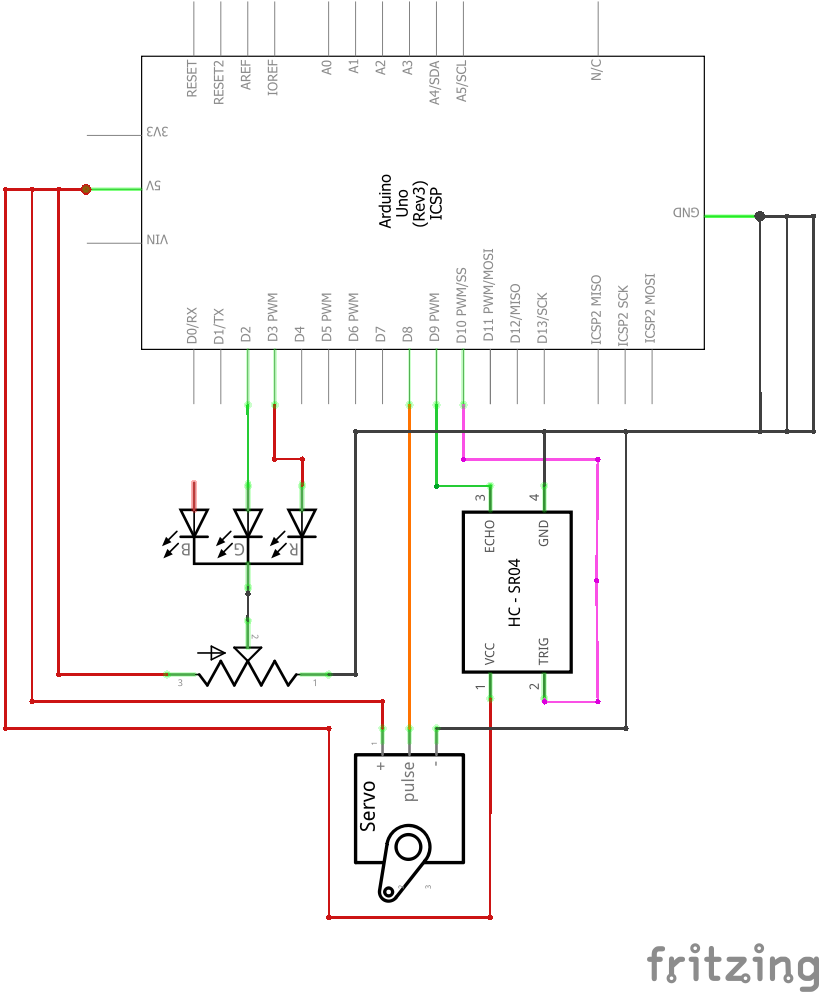 RESET
RESET2
AREF
IOREF
A0
A1
A2
A3
A4/SDA
A5/SCL
N/C
3V3
5V
VIN
Arduino
Uno
(Rev3)
ICSP
GND
D0/RX
D1/TX
D2
D3 PWM
D4
D5 PWM
D6 PWM
D7
D8
D9 PWM
D10 PWM/SS
D11 PWM/MOSI
D12/MISO
D13/SCK
ICSP2 MISO
ICSP2 SCK
ICSP2 MOSI
3
4
ECHO
GND
B
G
R
HC - SR04
VCC
TRIG
1
2
2
3
1
1
+
pulse
-
Servo
2
3
fritzing